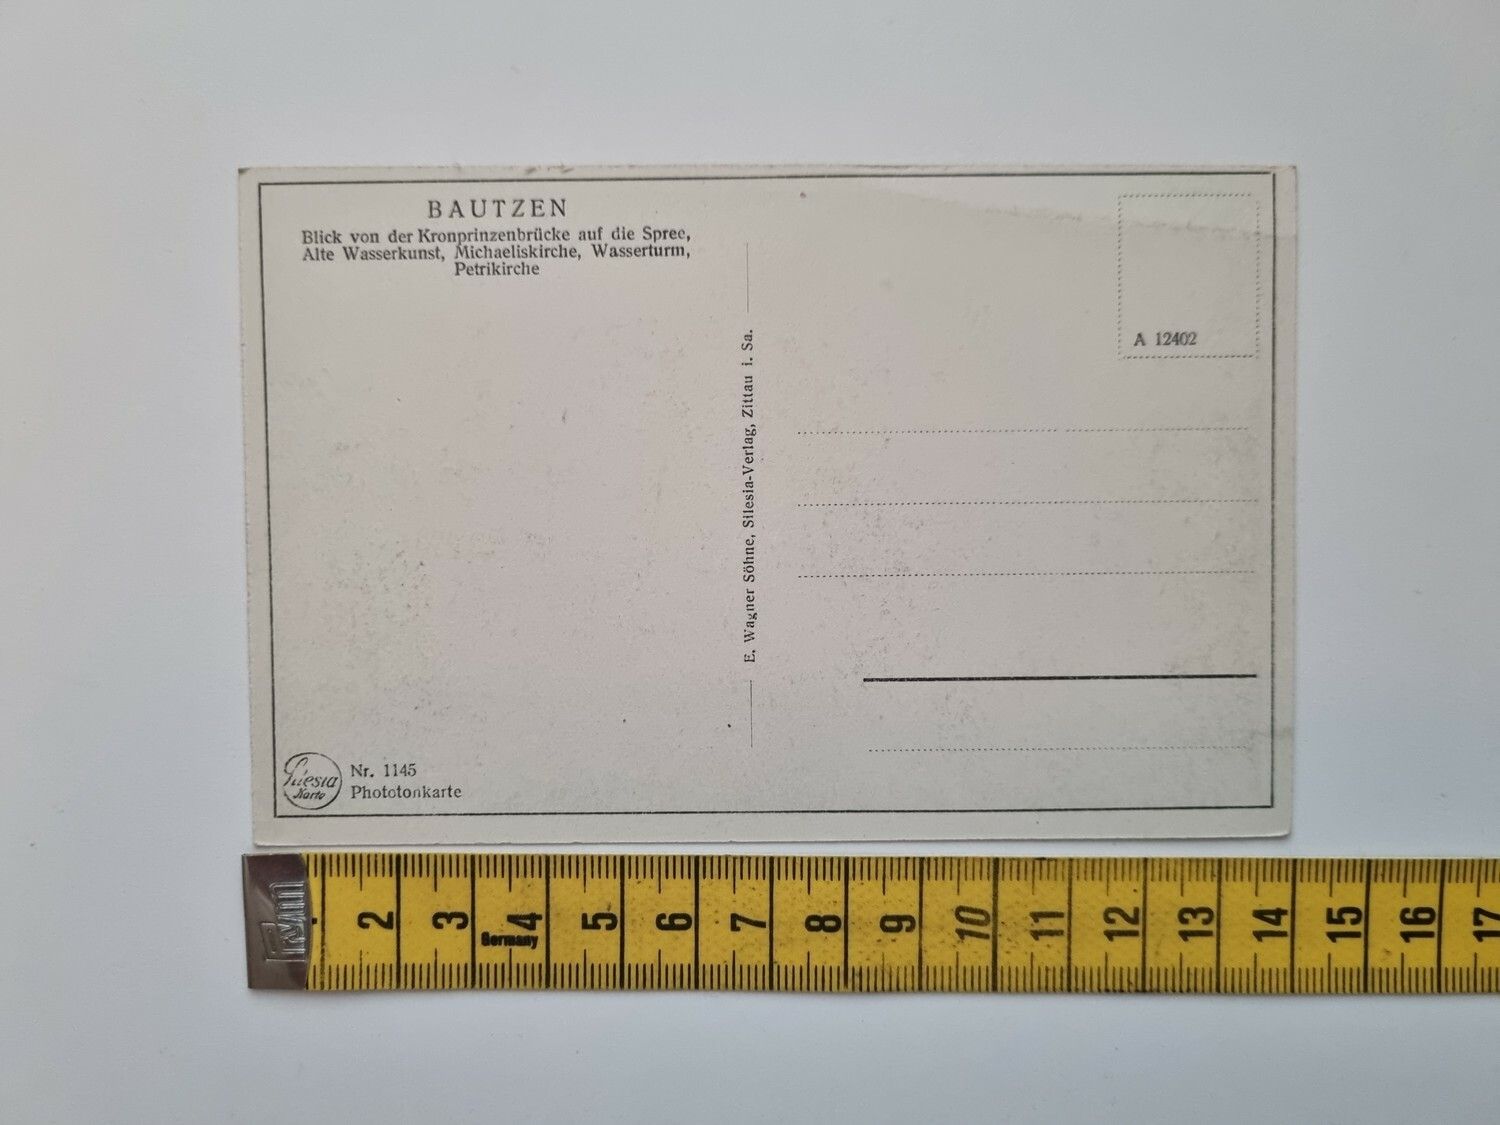 BAUTZEN
Blick von der Kronprinzenbrücke auf die Spree,
Alte Wasserkunst, Michaeliskirche, Wasserturm,
Petrikirche
A 12402
E. Wagner Söhne, Silesia-Verlag, Zittau i. Sa.
Silesia
Karte
Nr. 1145
Phototonkarte
2 3 4 5 6 7 8 9 10 11 12 13 14 15 16 17
Germany